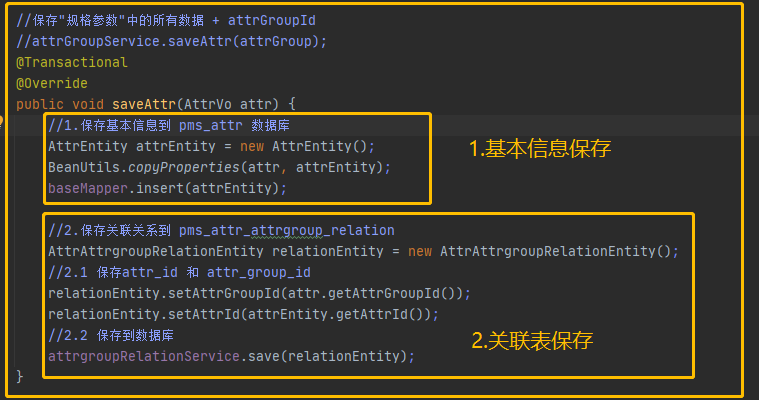 //保存"规格参数"中的所有数据 + attrGroupId
//attrGroupService.saveAttr(attrGroup);
@Transactional
@Override
public void saveAttr(AttrVo attr) {
//1.保存基本信息到 pms_attr 数据库
AttrEntity attrEntity = new AttrEntity();
BeanUtils.copyProperties(attr, attrEntity);
baseMapper.insert(attrEntity);
1.基本信息保存
//2.保存关联关系到 pms_attr_attrgroup_relation
AttrAttrgroupRelationEntity relationEntity = new AttrAttrgroupRelationEntity();
//2.1 保存attr_id 和 attr_group_id
relationEntity.setAttrGroupId(attr.getAttrGroupId());
relationEntity.setAttrId(attrEntity.getAttrId());
//2.2 保存到数据库
attrgroupRelationService.save(relationEntity);
2.关联表保存
}